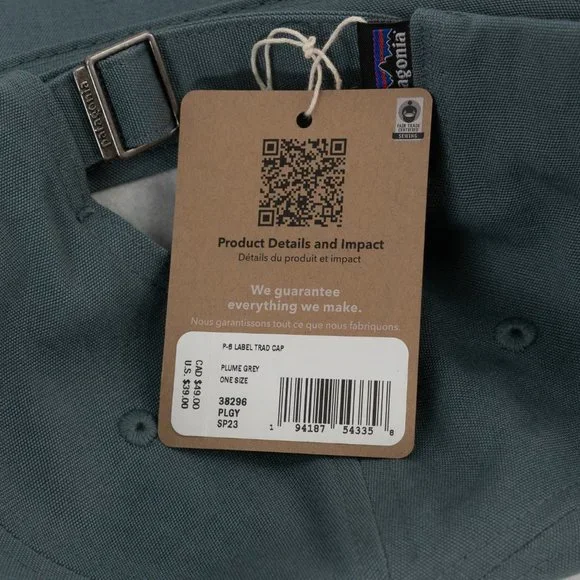 patagonia
patagonia
FAIR TRADE
CERTIFIED
SEWING
Product Details and Impact
Détails du produit et impact
We guarantee
everything we make.
Nous garantissons tout ce que nous fabriquons.
CAD $49.00
U.S. $39.00
P-6 LABEL TRAD CAP
PLUME GREY
ONE SIZE
38296
PLGY
SP23
1 94187 54335 8